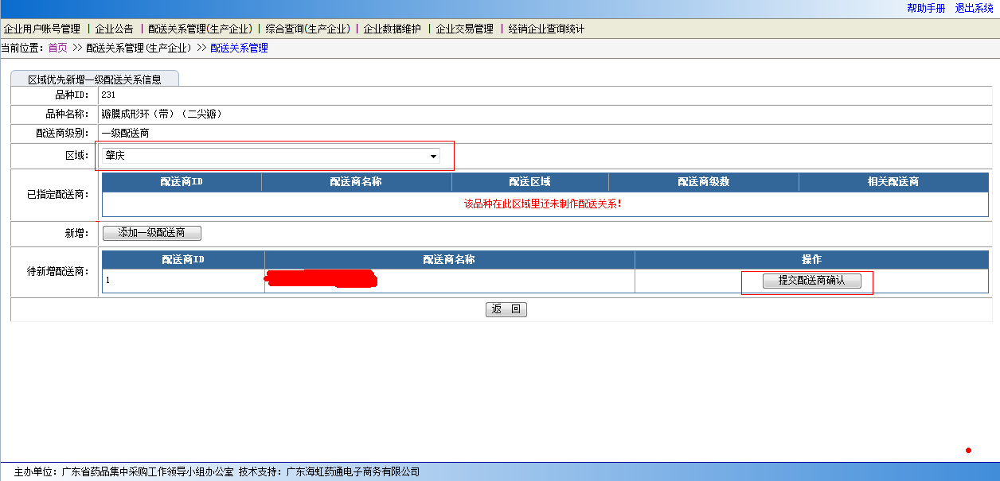 帮助手册 退出系统
企业用户账号管理 | 企业公告 | 配送关系管理(生产企业) | 综合查询(生产企业) | 企业数据维护 | 企业交易管理 | 经销企业查询统计
当前位置：首页 >> 配送关系管理(生产企业) >> 配送关系管理
区域优先新增一级配送关系信息
品种ID： 231
品种名称： 瓣膜成形环（带）（二尖瓣）
配送商级别： 一级配送商
区域： 肇庆
配送商ID 配送商名称 配送区域 配送商级数 相关配送商
已指定配送商：
该品种在此区域里还未制作配送关系！
新增： 添加一级配送商
配送商ID 配送商名称 操作
待新增配送商：
1 提交配送商确认
返 回
主办单位：广东省药品集中采购工作领导小组办公室 技术支持：广东海虹药通电子商务有限公司